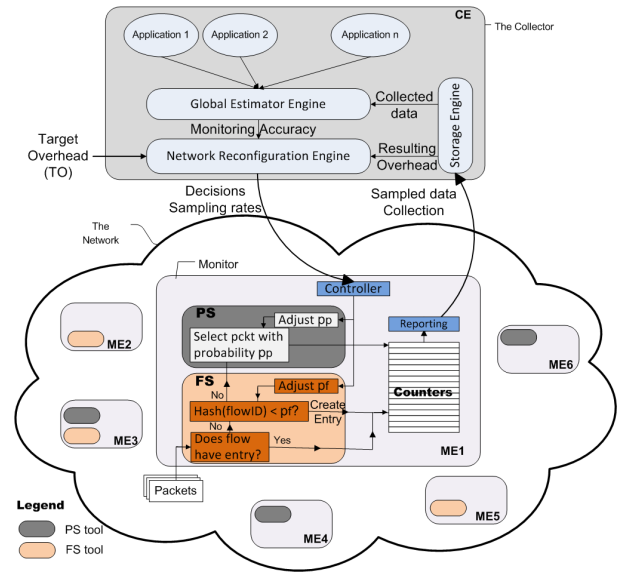 CE
The Collector
Application 1
Application 2
Application n
Global Estimator Engine
Collected
data
Storage Engine
Monitoring Accuracy
Target
Overhead
(TO)
Network Reconfiguration Engine
Resulting
Overhead
Decisions
Sampling rates
Sampled data
Collection
The
Network
Monitor
Controller
PS
Adjust pp
Reporting
Select pckt with
probability pp
ME2
ME6
FS
Adjust pf
No
Counters
Hash(flowID) < pf?
Create
Entry
ME3
No
Does flow
have entry?
Yes
ME1
Packets
Legend
PS tool
FS tool
ME4
ME5